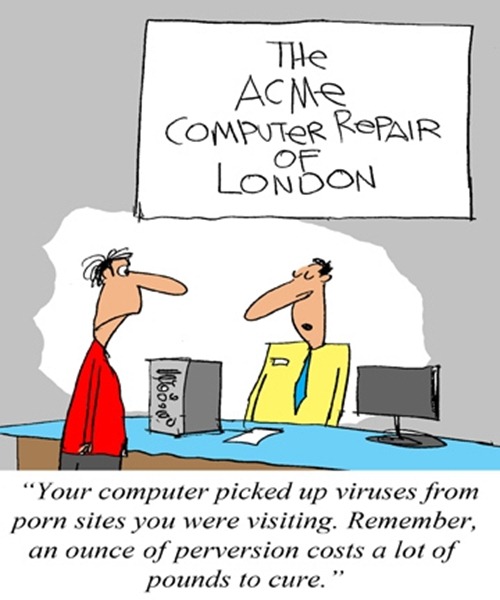 THe
ACMe
COMPUTeR RePAIR
OF
LONDON
“Your computer picked up viruses from
porn sites you were visiting. Remember,
an ounce of perversion costs a lot of
pounds to cure.”